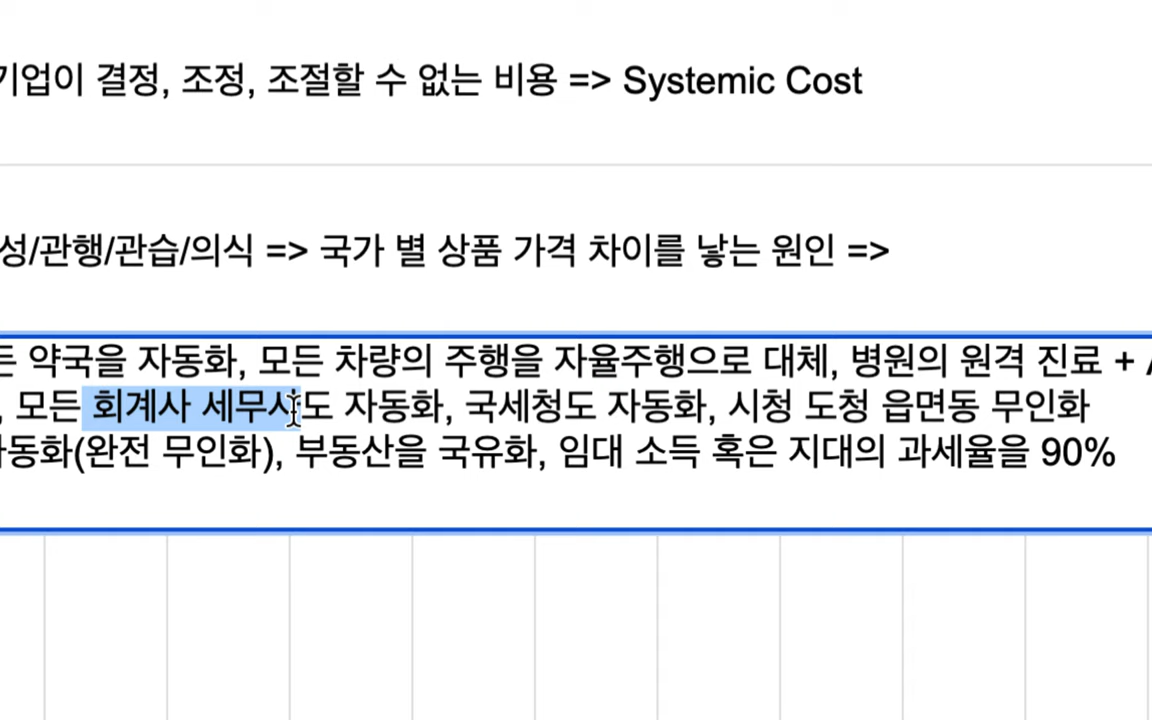 기업이 결정, 조정, 조절할 수 없는 비용 => Systemic Cost
성/관행/관습/의식 => 국가 별 상품 가격 차이를 낳는 원인 =>
든 약국을 자동화, 모든 차량의 주행을 자율주행으로 대체, 병원의 원격 진료 +
, 모든 회계사 세무사도 자동화, 국세청도 자동화, 시청 도청 읍면동 무인화
자동화(완전 무인화), 부동산을 국유화, 임대 소득 혹은 지대의 과세율을 90%